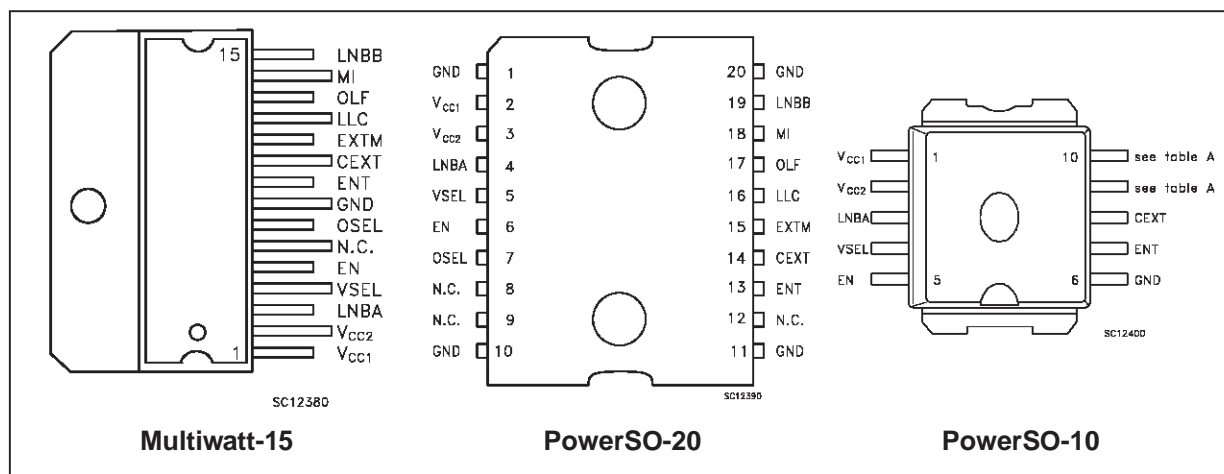 15
LNBB
MI
OLF
LLC
EXTM
CEXT
ENT
GND
OSEL
N.C.
EN
VSEL
LNBA
VCC2
1 VCC1
SC12380
Multiwatt-15
GND 1 20 GND
VCC1 2 19 LNBB
VCC2 3 18 MI
LNBA 4 17 OLF
VSEL 5 16 LLC
EN 6 15 EXTM
OSEL 7 14 CEXT
N.C. 8 13 ENT
N.C. 9 12 N.C.
GND 10 11 GND
SC12390
PowerSO-20
VCC1 1 10 see table A
VCC2 see table A
LNBA CEXT
VSEL ENT
EN 5 6 GND
SC12400
PowerSO-10